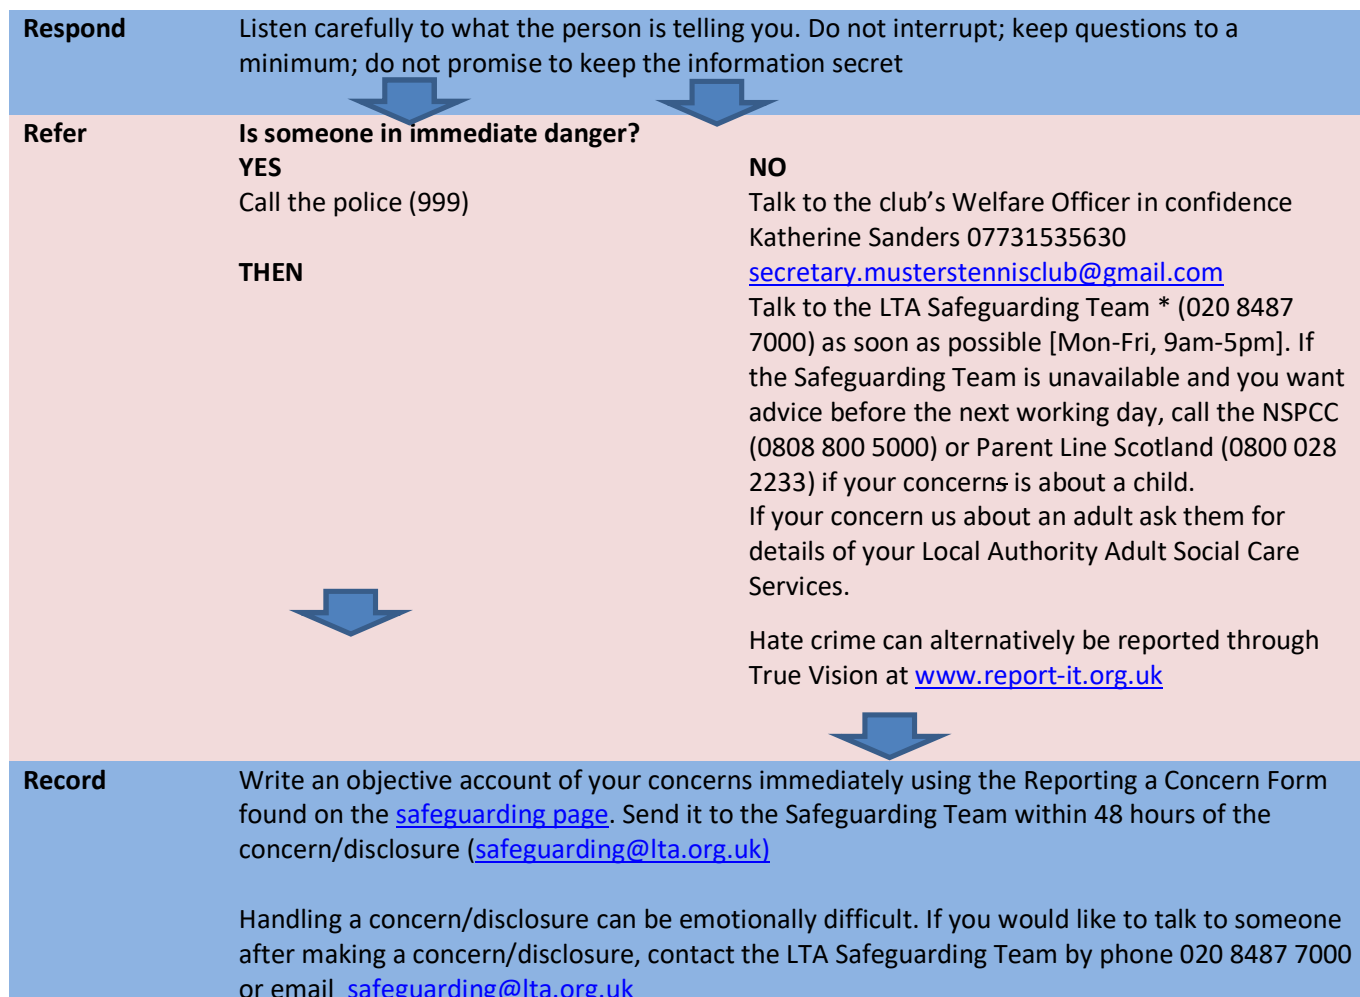 Respond
Listen carefully to what the person is telling you. Do not interrupt; keep questions to a
minimum; do not promise to keep the information secret
Refer
Is someone in immediate danger?
YES
Call the police (999)
THEN
NO
Talk to the club’s Welfare Officer in confidence
Katherine Sanders 07731535630
secretary.musterstennisclub@gmail.com
Talk to the LTA Safeguarding Team * (020 8487
7000) as soon as possible [Mon-Fri, 9am-5pm]. If
the Safeguarding Team is unavailable and you want
advice before the next working day, call the NSPCC
(0808 800 5000) or Parent Line Scotland (0800 028
2233) if your concerns is about a child.
If your concern us about an adult ask them for
details of your Local Authority Adult Social Care
Services.
Hate crime can alternatively be reported through
True Vision at www.report-it.org.uk
Record
Write an objective account of your concerns immediately using the Reporting a Concern Form
found on the safeguarding page. Send it to the Safeguarding Team within 48 hours of the
concern/disclosure (safeguarding@lta.org.uk)
Handling a concern/disclosure can be emotionally difficult. If you would like to talk to someone
after making a concern/disclosure, contact the LTA Safeguarding Team by phone 020 8487 7000
or email safeguarding@lta.org.uk